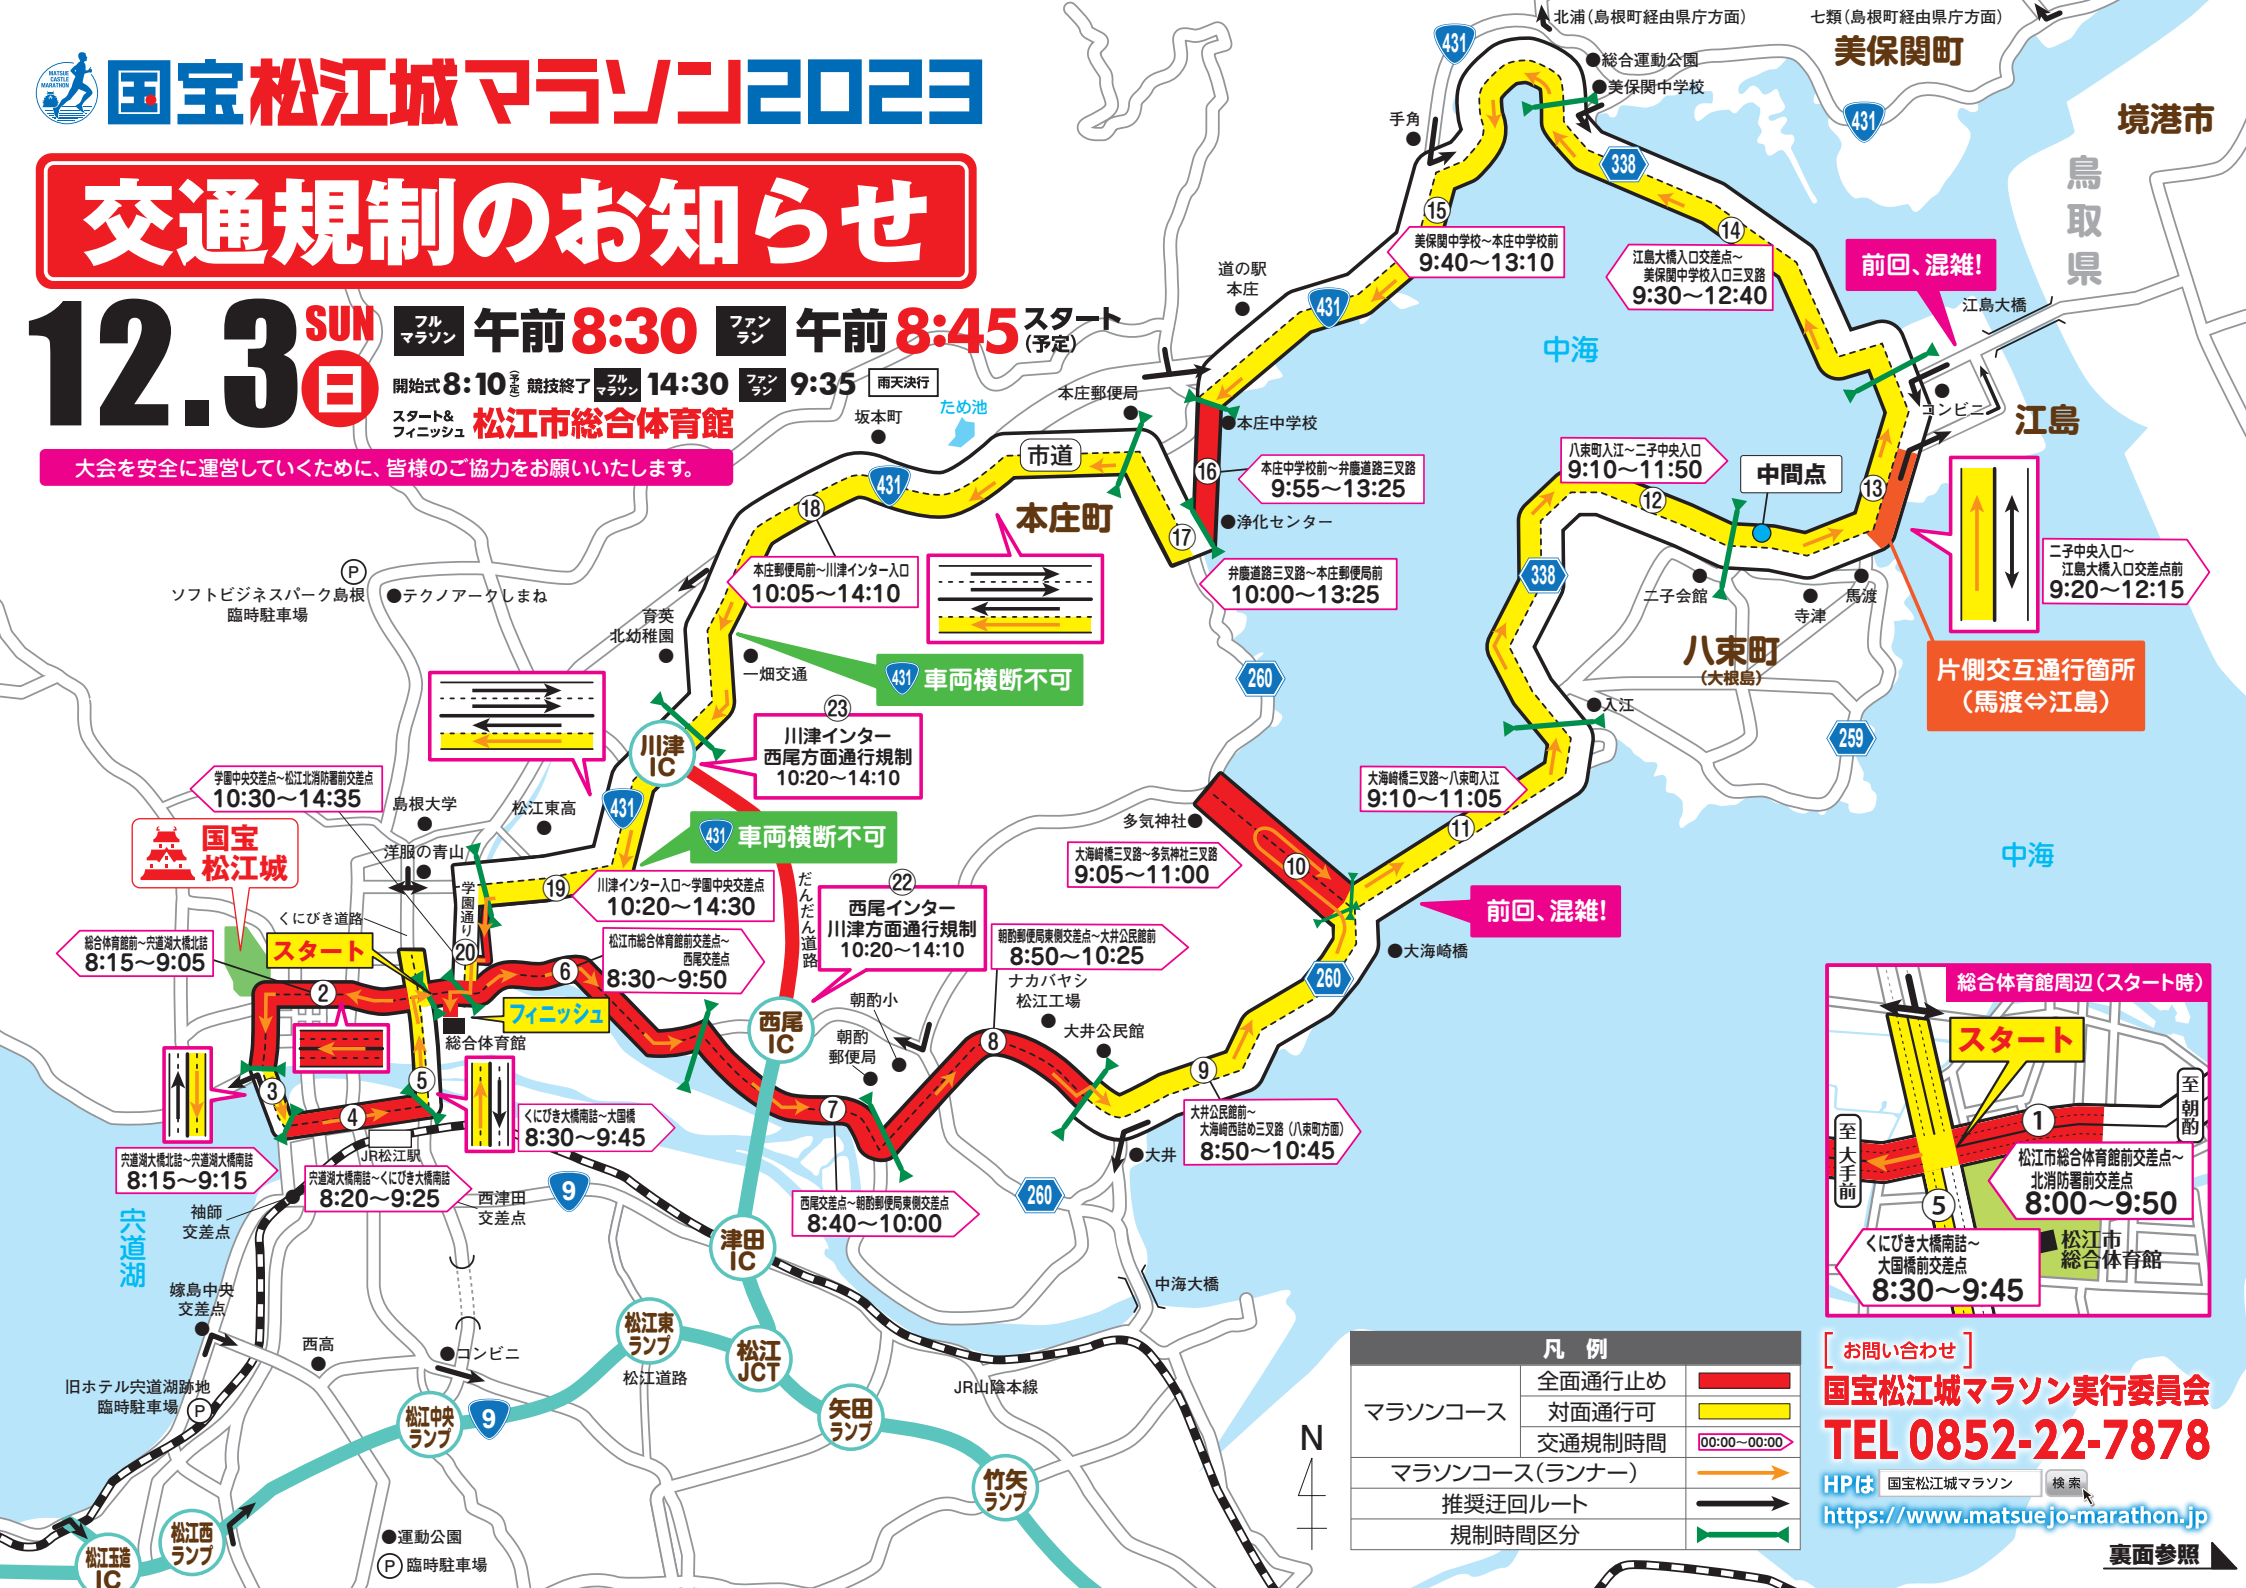 MATSUE
CASTLE
MARATHON
国宝松江城マラソン2023
交通規制のお知らせ
12.3 SUN 日
フルマラソン 午前8:30 ファンラン 午前8:45 スタート(予定)
開始式8:10(予定) 競技終了 フルマラソン 14:30 ファンラン 9:35 雨天決行
スタート&フィニッシュ 松江市総合体育館
大会を安全に運営していくために、皆様のご協力をお願いいたします。
北浦(島根町経由県庁方面)
七類(島根町経由県庁方面)
美保関町
境港市
鳥取県
431
総合運動公園
美保関中学校
431
手角
338
15
美保関中学校〜本庄中学校前
9:40〜13:10
14
江島大橋入口交差点〜
美保関中学校入口三叉路
9:30〜12:40
前回、混雑!
江島大橋
コンビニ
江島
中海
道の駅
本庄
431
本庄郵便局
坂本町
ため池
市道
本庄中学校
16
本庄中学校前〜弁慶道路三叉路
9:55〜13:25
浄化センター
17
弁慶道路三叉路〜本庄郵便局前
10:00〜13:25
本庄町
431
18
本庄郵便局前〜川津インター入口
10:05〜14:10
八束町入江〜二子中央入口
9:10〜11:50
中間点
12
13
二子中央入口〜
江島大橋入口交差点前
9:20〜12:15
片側交互通行箇所
(馬渡⇔江島)
二子会館
寺津
馬渡
八束町
(大根島)
338
入江
259
260
P
ソフトビジネスパーク島根
臨時駐車場
テクノアークしまね
育英
北幼稚園
一畑交通
431 車両横断不可
川津
IC
23
川津インター
西尾方面通行規制
10:20〜14:10
431
431 車両横断不可
学園中央交差点〜松江北消防署前交差点
10:30〜14:35
島根大学
松江東高
洋服の青山
国宝
松江城
くにびき道路
学園通り
19
川津インター入口〜学園中央交差点
10:20〜14:30
だんだん道路
22
西尾インター
川津方面通行規制
10:20〜14:10
西尾
IC
20
総合体育館前〜宍道湖大橋北詰
8:15〜9:05
スタート
フィニッシュ
総合体育館
2
3
4
5
6
松江市総合体育館前交差点〜
西尾交差点
8:30〜9:50
宍道湖大橋北詰〜宍道湖大橋南詰
8:15〜9:15
JR松江駅
宍道湖大橋南詰〜くにびき大橋南詰
8:20〜9:25
くにびき大橋南詰〜大国橋
8:30〜9:45
7
西尾交差点〜朝酌郵便局東側交差点
8:40〜10:00
朝酌小
朝酌
郵便局
8
朝酌郵便局東側交差点〜大井公民館前
8:50〜10:25
ナカバヤシ
松江工場
大井公民館
9
大井公民館前〜
大海崎西詰め三叉路(八束町方面)
8:50〜10:45
大井
260
260
大海崎橋
前回、混雑!
多気神社
10
大海崎橋三叉路〜多気神社三叉路
9:05〜11:00
11
大海崎橋三叉路〜八束町入江
9:10〜11:05
中海
宍道湖
袖師
交差点
西津田
交差点
9
嫁島中央
交差点
西高
コンビニ
旧ホテル宍道湖跡地
臨時駐車場
P
津田
IC
松江東
ランプ
松江道路
松江
JCT
矢田
ランプ
竹矢
ランプ
中海大橋
JR山陰本線
松江中央
ランプ
9
松江西
ランプ
松江玉造
IC
運動公園
P 臨時駐車場
N
凡例
マラソンコース
全面通行止め
対面通行可
交通規制時間 00:00〜00:00
マラソンコース(ランナー)
推奨迂回ルート
規制時間区分
総合体育館周辺(スタート時)
スタート
至朝酌
至大手前
1
松江市総合体育館前交差点〜
北消防署前交差点
8:00〜9:50
5
くにびき大橋南詰〜
大国橋前交差点
8:30〜9:45
松江市
総合体育館
お問い合わせ
国宝松江城マラソン実行委員会
TEL 0852-22-7878
HPは 国宝松江城マラソン 検索
https://www.matsuejo-marathon.jp
裏面参照